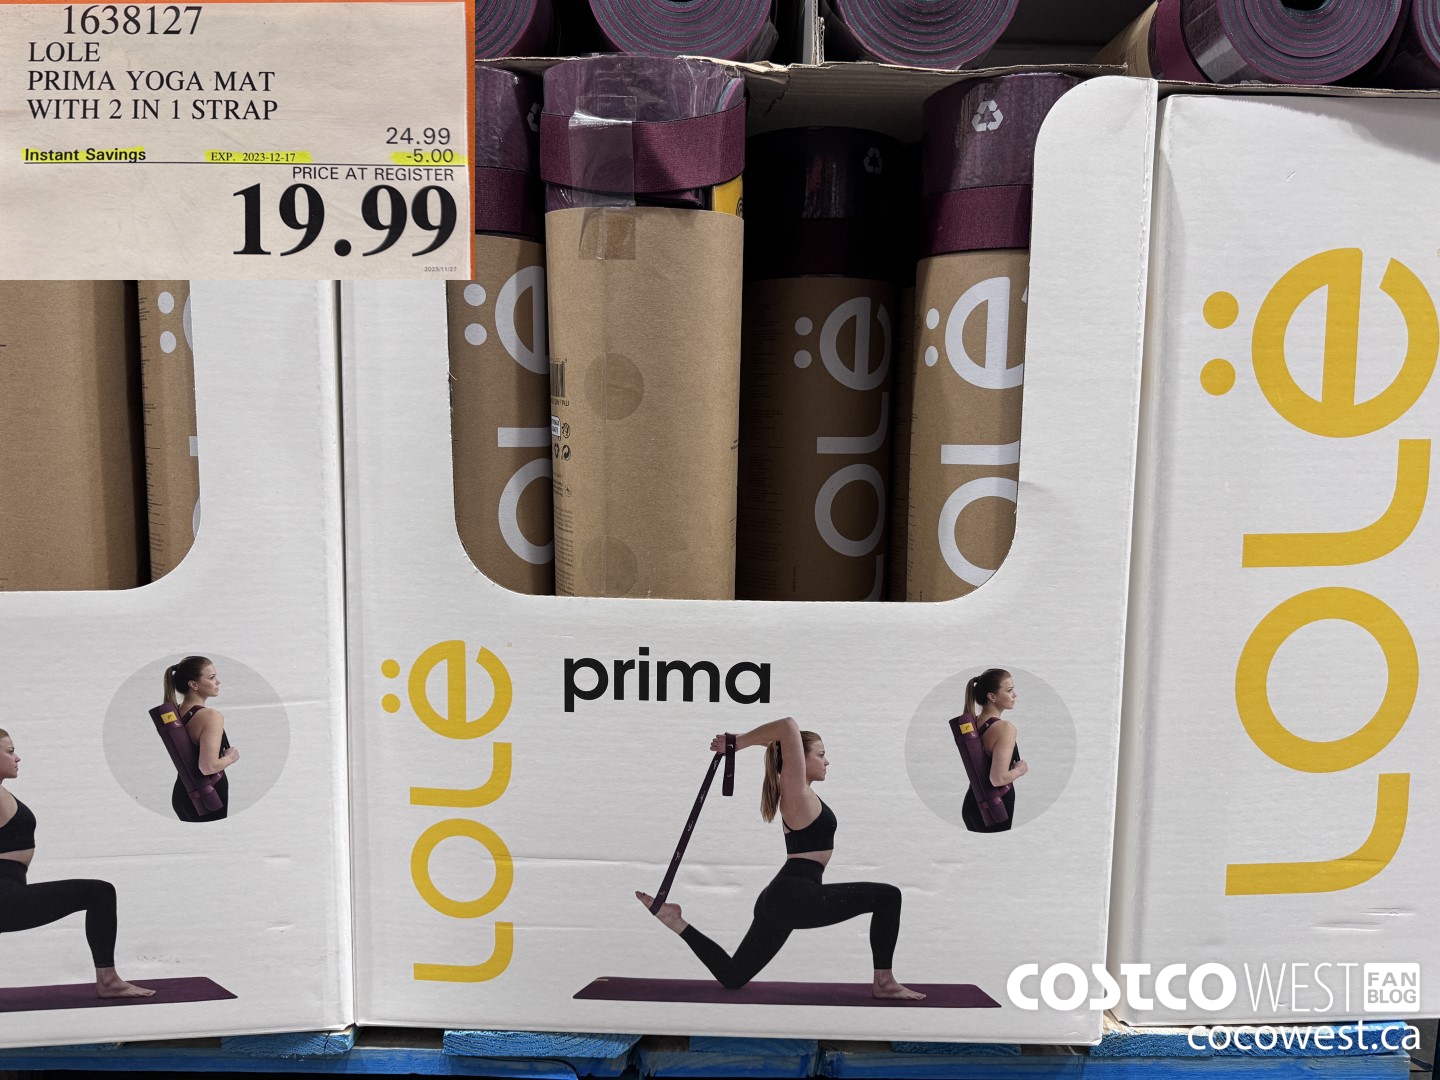 1638127
LOLE
PRIMA YOGA MAT
WITH 2 IN 1 STRAP
24.99
Instant Savings EXP. 2023-12-17 -5.00
PRICE AT REGISTER
19.99
2023/11/27
lolë
lolë
lolë
prima
lolë
lolë
COSTCO WEST FAN BLOG
cocowest.ca